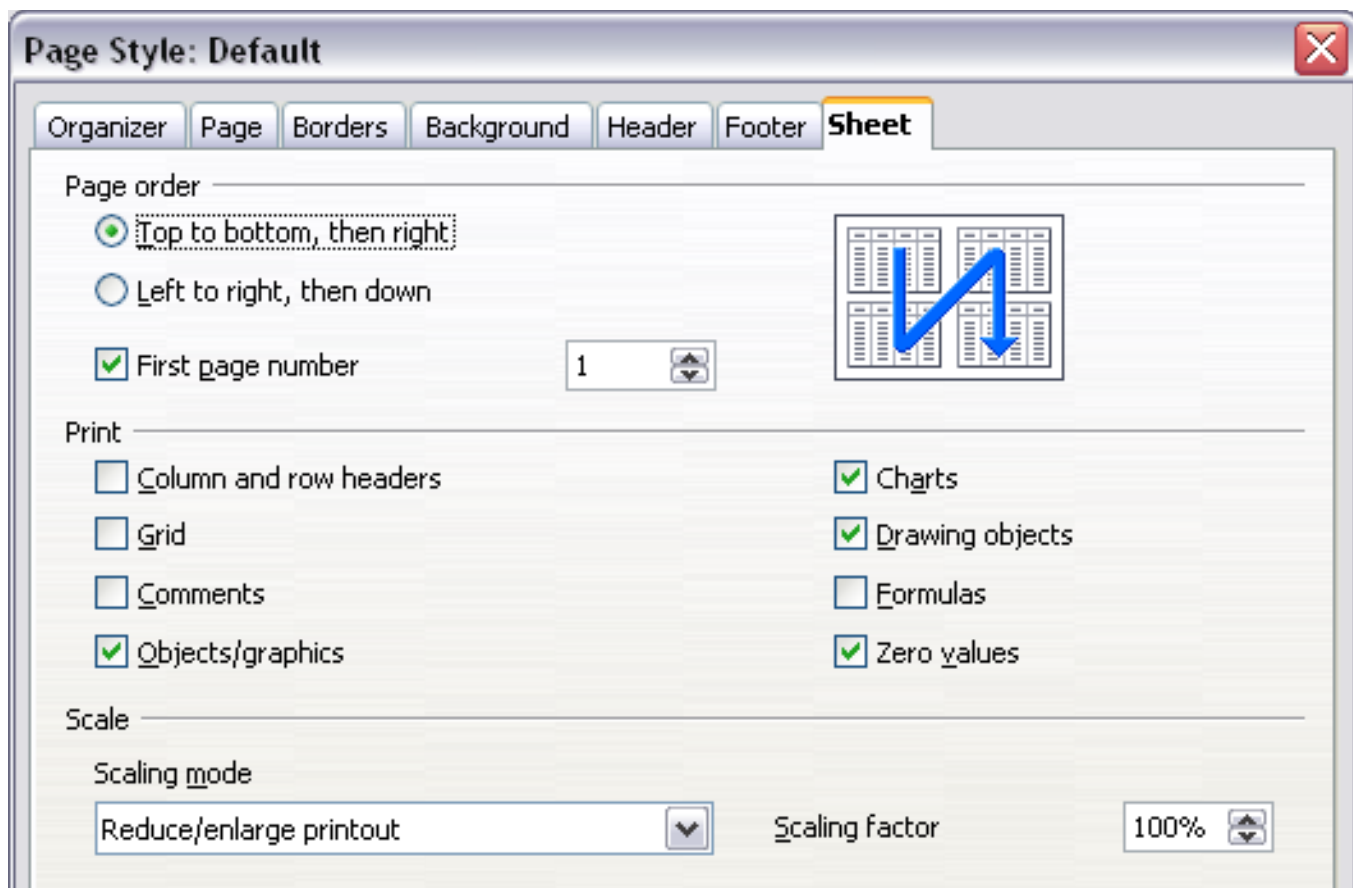 Page Style: Default
Organizer Page Borders Background Header Footer Sheet
Page order
Top to bottom, then right
Left to right, then down
First page number 1
Print
Column and row headers Charts
Grid Drawing objects
Comments Formulas
Objects/graphics Zero values
Scale
Scaling mode
Reduce/enlarge printout Scaling factor 100%